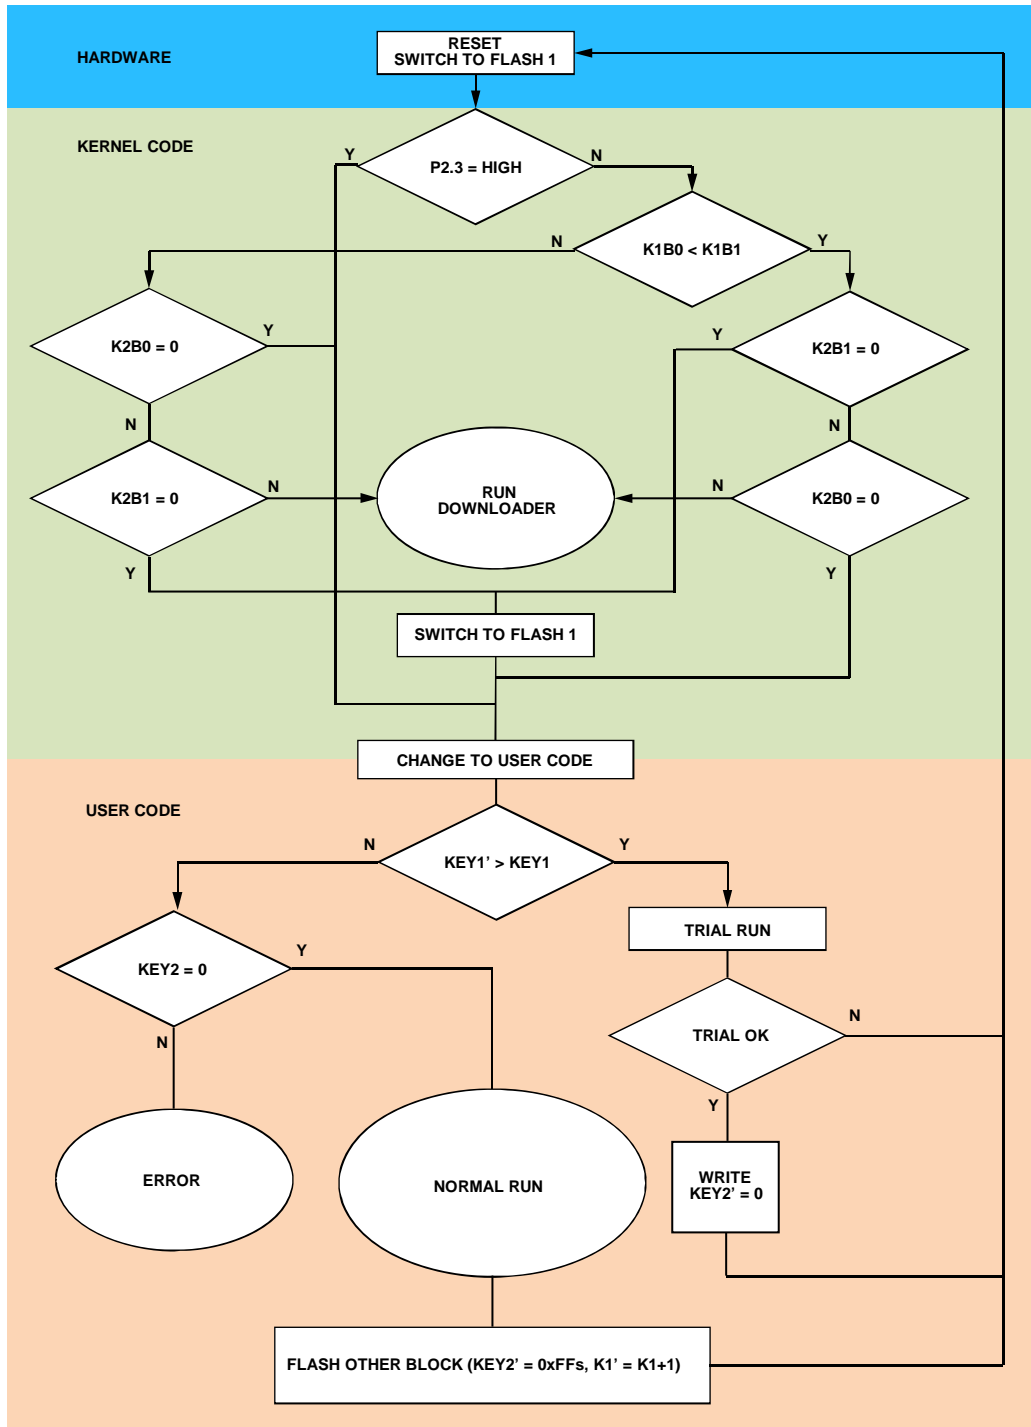 HARDWARE
RESET
SWITCH TO FLASH 1
KERNEL CODE
Y
P2.3 = HIGH
N
N
K1B0 < K1B1
Y
K2B0 = 0
Y
Y
K2B1 = 0
N
N
K2B1 = 0
N
RUN
DOWNLOADER
N
K2B0 = 0
Y
Y
SWITCH TO FLASH 1
CHANGE TO USER CODE
USER CODE
N
KEY1’ > KEY1
Y
TRIAL RUN
KEY2 = 0
Y
N
TRIAL OK
N
Y
ERROR
NORMAL RUN
WRITE
KEY2’ = 0
FLASH OTHER BLOCK (KEY2’ = 0xFFs, K1’ = K1+1)